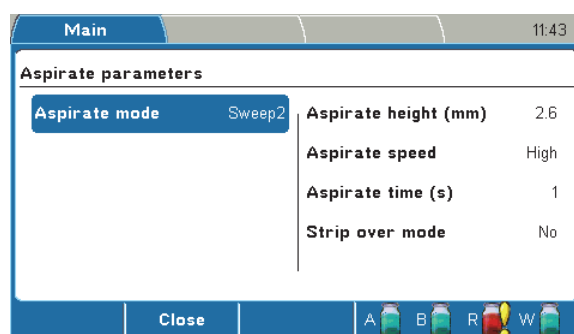 Main 11:43
Aspirate parameters
Aspirate mode Sweep2 Aspirate height (mm) 2.6
Aspirate speed High
Aspirate time (s) 1
Strip over mode No
Close A B R W